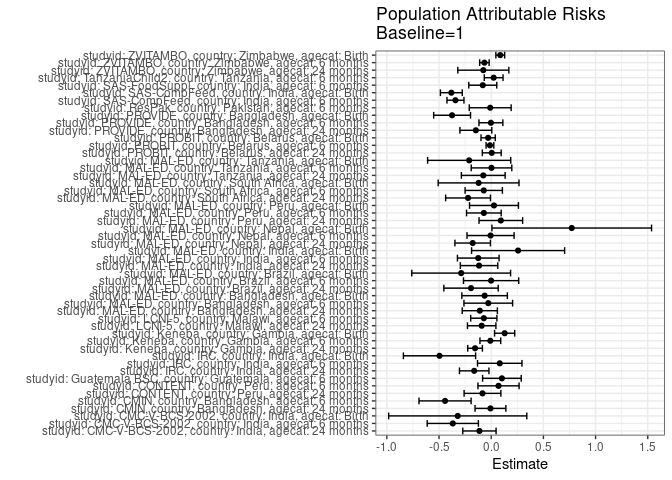 Population Attributable Risks
Baseline=1
studyid: ZVITAMBO, country: Zimbabwe, agecat: Birth
studyid: ZVITAMBO, country: Zimbabwe, agecat: 6 months
studyid: ZVITAMBO, country: Zimbabwe, agecat: 24 months
studyid: TanzaniaChild2, country: Tanzania, agecat: 6 months
studyid: SAS-FoodSuppl, country: India, agecat: 6 months
studyid: SAS-CompFeed, country: India, agecat: Birth
studyid: SAS-CompFeed, country: India, agecat: 6 months
studyid: ResPak, country: Pakistan, agecat: 6 months
studyid: PROVIDE, country: Bangladesh, agecat: Birth
studyid: PROVIDE, country: Bangladesh, agecat: 6 months
studyid: PROVIDE, country: Bangladesh, agecat: 24 months
studyid: PROBIT, country: Belarus, agecat: Birth
studyid: PROBIT, country: Belarus, agecat: 6 months
studyid: PROBIT, country: Belarus, agecat: 24 months
studyid: MAL-ED, country: Tanzania, agecat: Birth
studyid: MAL-ED, country: Tanzania, agecat: 6 months
studyid: MAL-ED, country: Tanzania, agecat: 24 months
studyid: MAL-ED, country: South Africa, agecat: Birth
studyid: MAL-ED, country: South Africa, agecat: 6 months
studyid: MAL-ED, country: South Africa, agecat: 24 months
studyid: MAL-ED, country: Peru, agecat: Birth
studyid: MAL-ED, country: Peru, agecat: 6 months
studyid: MAL-ED, country: Peru, agecat: 24 months
studyid: MAL-ED, country: Nepal, agecat: Birth
studyid: MAL-ED, country: Nepal, agecat: 6 months
studyid: MAL-ED, country: Nepal, agecat: 24 months
studyid: MAL-ED, country: India, agecat: Birth
studyid: MAL-ED, country: India, agecat: 6 months
studyid: MAL-ED, country: India, agecat: 24 months
studyid: MAL-ED, country: Brazil, agecat: Birth
studyid: MAL-ED, country: Brazil, agecat: 6 months
studyid: MAL-ED, country: Brazil, agecat: 24 months
studyid: MAL-ED, country: Bangladesh, agecat: Birth
studyid: MAL-ED, country: Bangladesh, agecat: 6 months
studyid: MAL-ED, country: Bangladesh, agecat: 24 months
studyid: LCNI-5, country: Malawi, agecat: 6 months
studyid: LCNI-5, country: Malawi, agecat: 24 months
studyid: Keneba, country: Gambia, agecat: Birth
studyid: Keneba, country: Gambia, agecat: 6 months
studyid: Keneba, country: Gambia, agecat: 24 months
studyid: IRC, country: India, agecat: Birth
studyid: IRC, country: India, agecat: 6 months
studyid: IRC, country: India, agecat: 24 months
studyid: Guatemala BSC, country: Guatemala, agecat: 6 months
studyid: CONTENT, country: Peru, agecat: 6 months
studyid: CONTENT, country: Peru, agecat: 24 months
studyid: CMIN, country: Bangladesh, agecat: 6 months
studyid: CMIN, country: Bangladesh, agecat: 24 months
studyid: CMC-V-BCS-2002, country: India, agecat: Birth
studyid: CMC-V-BCS-2002, country: India, agecat: 6 months
studyid: CMC-V-BCS-2002, country: India, agecat: 24 months
-1.0 -0.5 0.0 0.5 1.0 1.5
Estimate